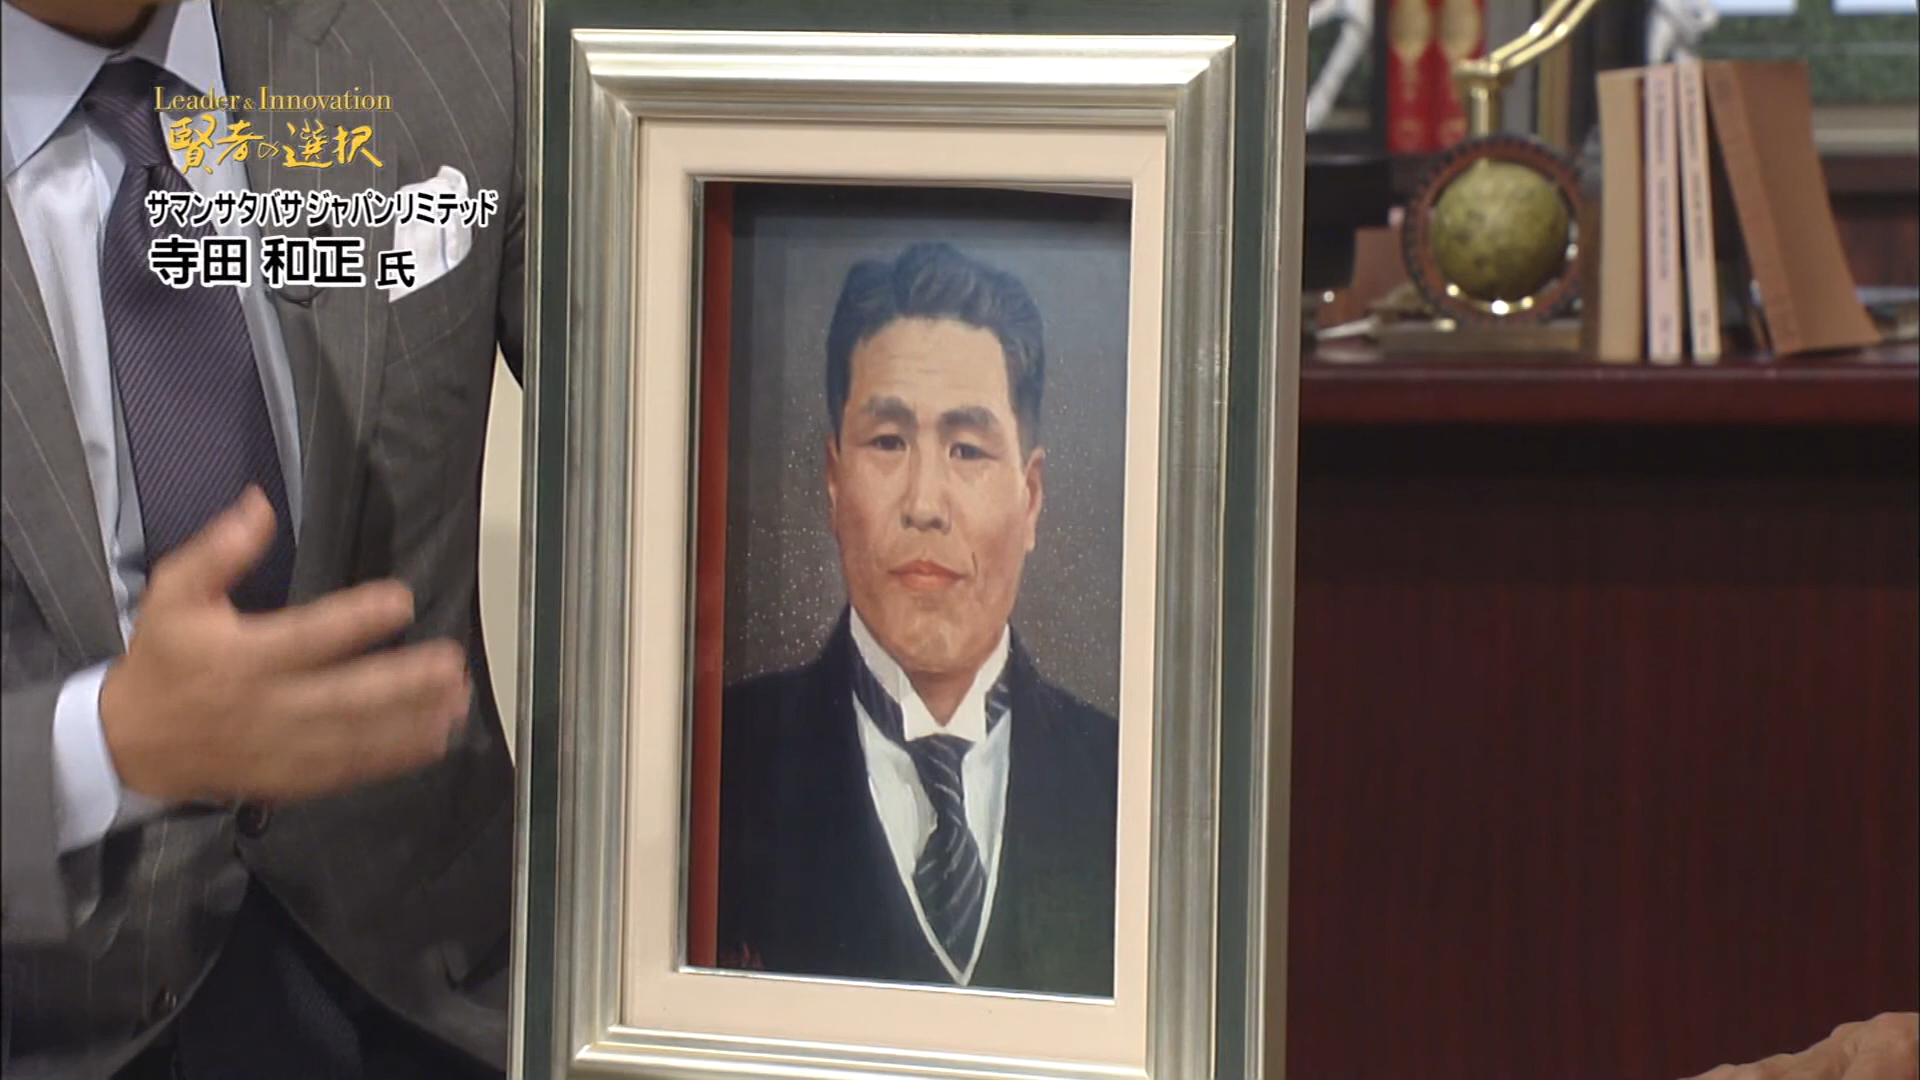 Leader & Innovation
賢者の選択
サマンサタバサジャパンリミテッド
寺田 和正 氏